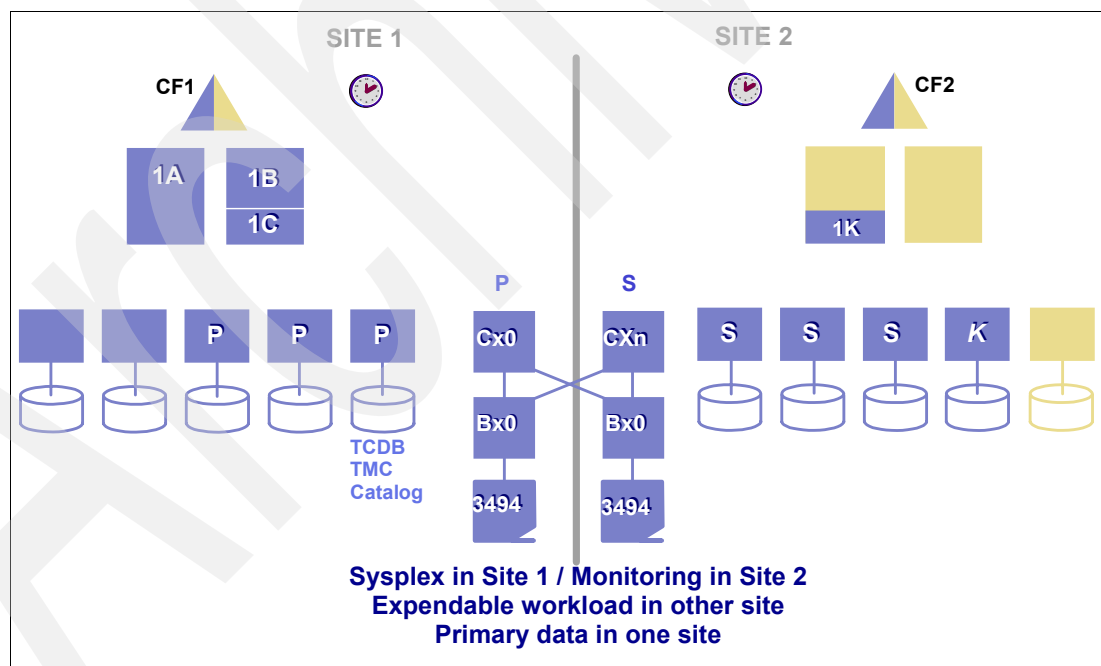 SITE 1
SITE 2
CF1
CF2
1A
1B
1C
1K
P
S
P
P
P
Cx0
CXn
S
S
S
K
Bx0
Bx0
TCDB
TMC
Catalog
3494
3494
Sysplex in Site 1 / Monitoring in Site 2
Expendable workload in other site
Primary data in one site